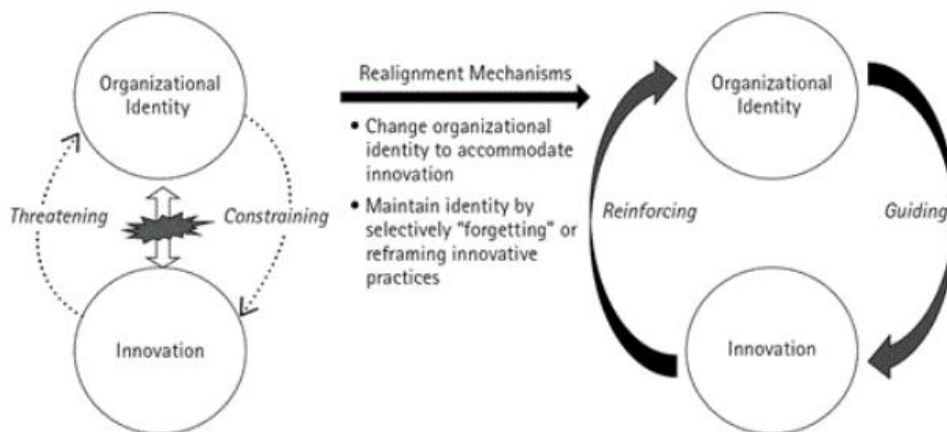 Organizational
Identity
Threatening
Constraining
Innovation
Realignment Mechanisms
• Change organizational
identity to accommodate
innovation
• Maintain identity by
selectively “forgetting” or
reframing innovative
practices
Organizational
Identity
Reinforcing
Guiding
Innovation